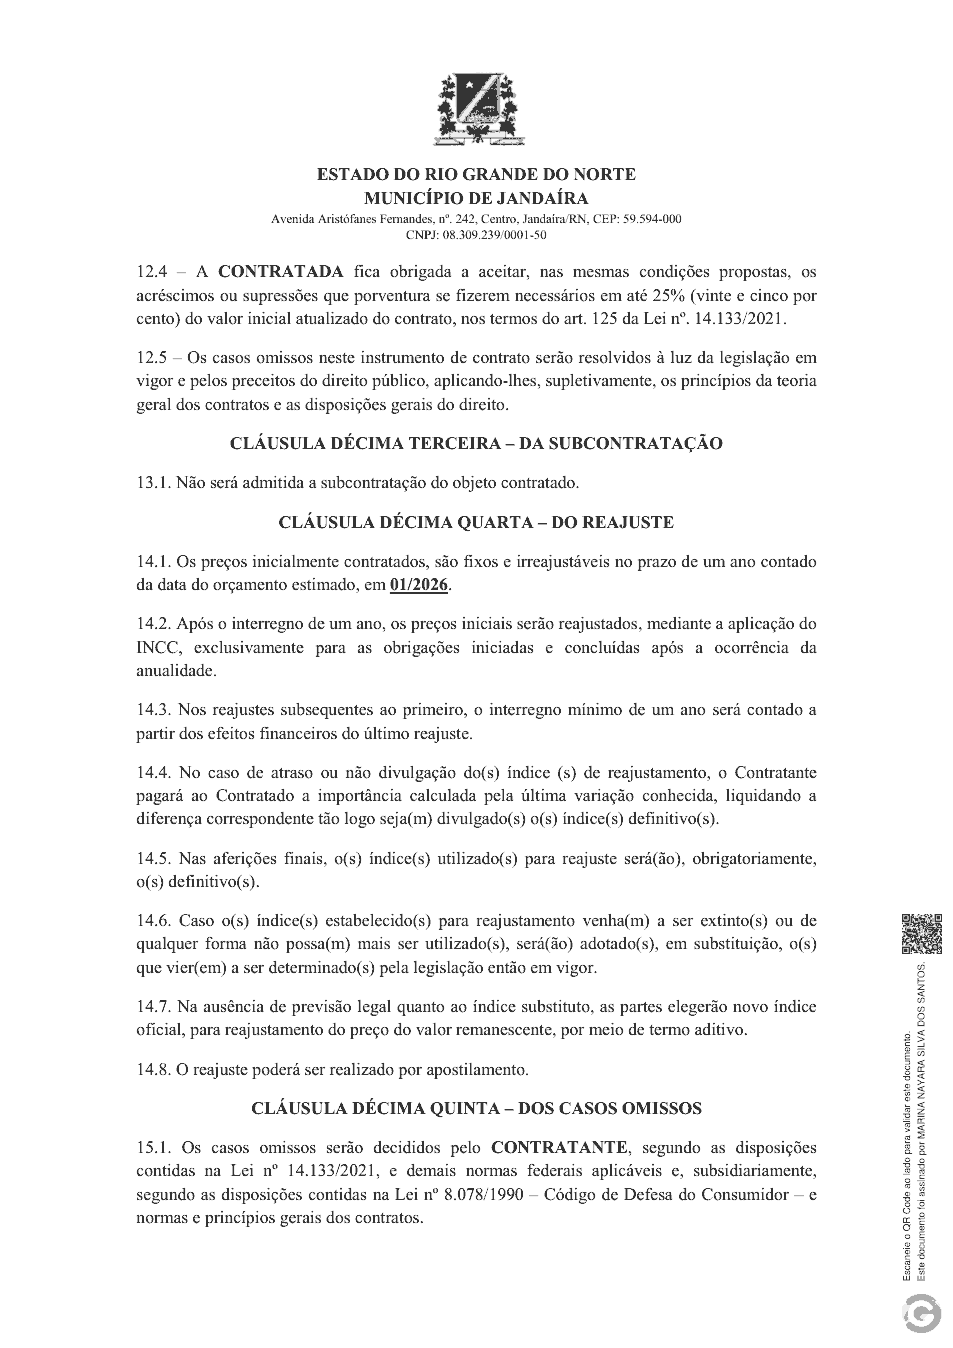 ESTADO DO RIO GRANDE DO NORTE
MUNICÍPIO DE JANDAÍRA
Avenida Aristófanes Fernandes, nº. 242, Centro, Jandaíra/RN, CEP: 59.594-000
CNPJ: 08.309.239/0001-50
12.4 – A CONTRATADA fica obrigada a aceitar, nas mesmas condições propostas, os
acréscimos ou supressões que porventura se fizerem necessários em até 25% (vinte e cinco por
cento) do valor inicial atualizado do contrato, nos termos do art. 125 da Lei nº. 14.133/2021.
12.5 – Os casos omissos neste instrumento de contrato serão resolvidos à luz da legislação em
vigor e pelos preceitos do direito público, aplicando-lhes, supletivamente, os princípios da teoria
geral dos contratos e as disposições gerais do direito.
CLÁUSULA DÉCIMA TERCEIRA – DA SUBCONTRATAÇÃO
13.1. Não será admitida a subcontratação do objeto contratado.
CLÁUSULA DÉCIMA QUARTA – DO REAJUSTE
14.1. Os preços inicialmente contratados, são fixos e irreajustáveis no prazo de um ano contado
da data do orçamento estimado, em 01/2026.
14.2. Após o interregno de um ano, os preços iniciais serão reajustados, mediante a aplicação do
INCC, exclusivamente para as obrigações iniciadas e concluídas após a ocorrência da
anualidade.
14.3. Nos reajustes subsequentes ao primeiro, o interregno mínimo de um ano será contado a
partir dos efeitos financeiros do último reajuste.
14.4. No caso de atraso ou não divulgação do(s) índice (s) de reajustamento, o Contratante
pagará ao Contratado a importância calculada pela última variação conhecida, liquidando a
diferença correspondente tão logo seja(m) divulgado(s) o(s) índice(s) definitivo(s).
14.5. Nas aferições finais, o(s) índice(s) utilizado(s) para reajuste será(ão), obrigatoriamente,
o(s) definitivo(s).
14.6. Caso o(s) índice(s) estabelecido(s) para reajustamento venha(m) a ser extinto(s) ou de
qualquer forma não possa(m) mais ser utilizado(s), será(ão) adotado(s), em substituição, o(s)
que vier(em) a ser determinado(s) pela legislação então em vigor.
14.7. Na ausência de previsão legal quanto ao índice substituto, as partes elegerão novo índice
oficial, para reajustamento do preço do valor remanescente, por meio de termo aditivo.
14.8. O reajuste poderá ser realizado por apostilamento.
CLÁUSULA DÉCIMA QUINTA – DOS CASOS OMISSOS
15.1. Os casos omissos serão decididos pelo CONTRATANTE, segundo as disposições
contidas na Lei nº 14.133/2021, e demais normas federais aplicáveis e, subsidiariamente,
segundo as disposições contidas na Lei nº 8.078/1990 – Código de Defesa do Consumidor – e
normas e princípios gerais dos contratos.
Escaneie o QR Code ao lado para validar este documento.
Este documento foi assinado por MARINA NAYARA SILVA DOS SANTOS.